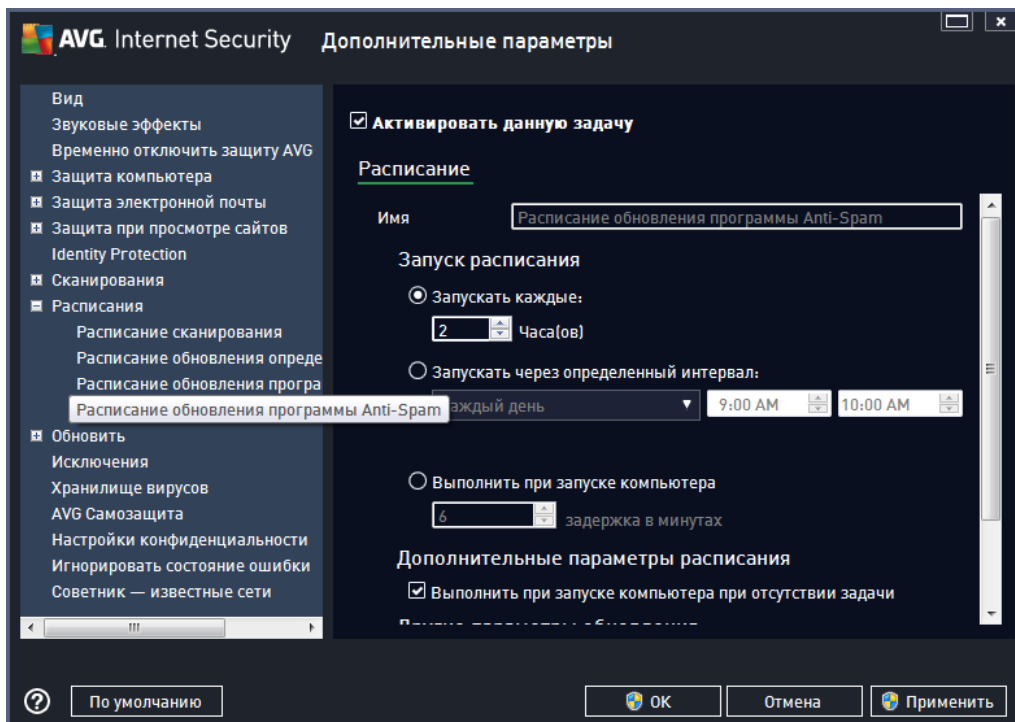 AVG. Internet Security Дополнительные параметры
Вид
Звуковые эффекты
Временно отключить защиту AVG
Защита компьютера
Защита электронной почты
Защита при просмотре сайтов
Identity Protection
Сканирования
Расписания
Расписание сканирования
Расписание обновления опреде
Расписание обновления програ
Расписание обновления программы Anti-Spam
Обновить
Исключения
Хранилище вирусов
AVG Самозащита
Настройки конфиденциальности
Игнорировать состояние ошибки
Советник — известные сети
Активировать данную задачу
Расписание
Имя Расписание обновления программы Anti-Spam
Запуск расписания
Запускать каждые:
2 Часа(ов)
Запускать через определенный интервал:
аждый день 9:00 AM 10:00 AM
Выполнить при запуске компьютера
6 задержка в минутах
Дополнительные параметры расписания
Выполнить при запуске компьютера при отсутствии задачи
По умолчанию OK Отмена Применить